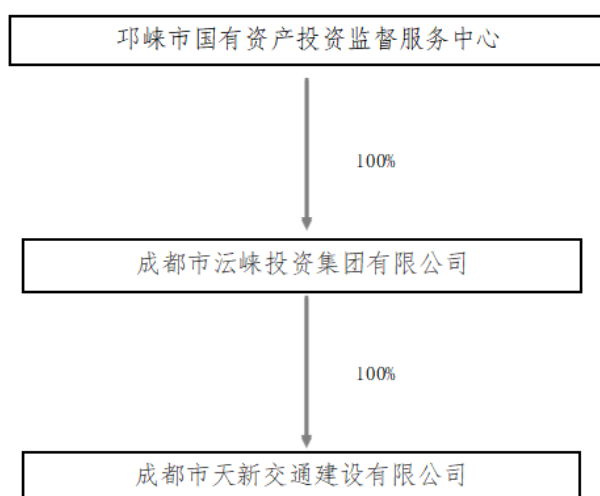 邛崃市国有资产投资监督服务中心
100%
成都市沄崃投资集团有限公司
100%
成都市天新交通建设有限公司